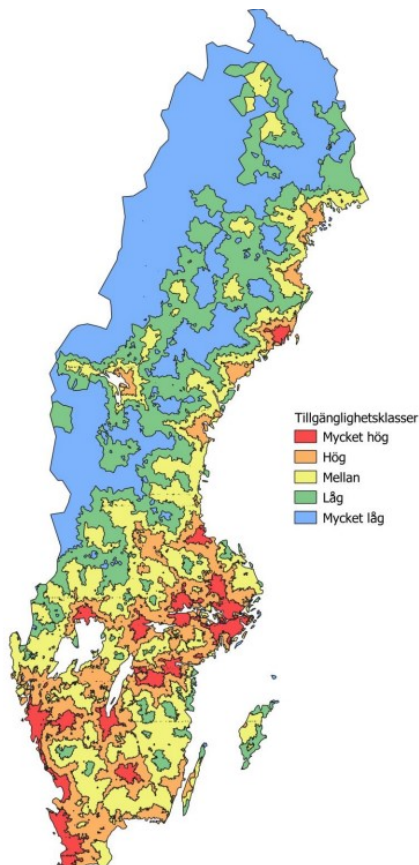 Tillgänglighetsklasser
Mycket hög
Hög
Mellan
Låg
Mycket låg